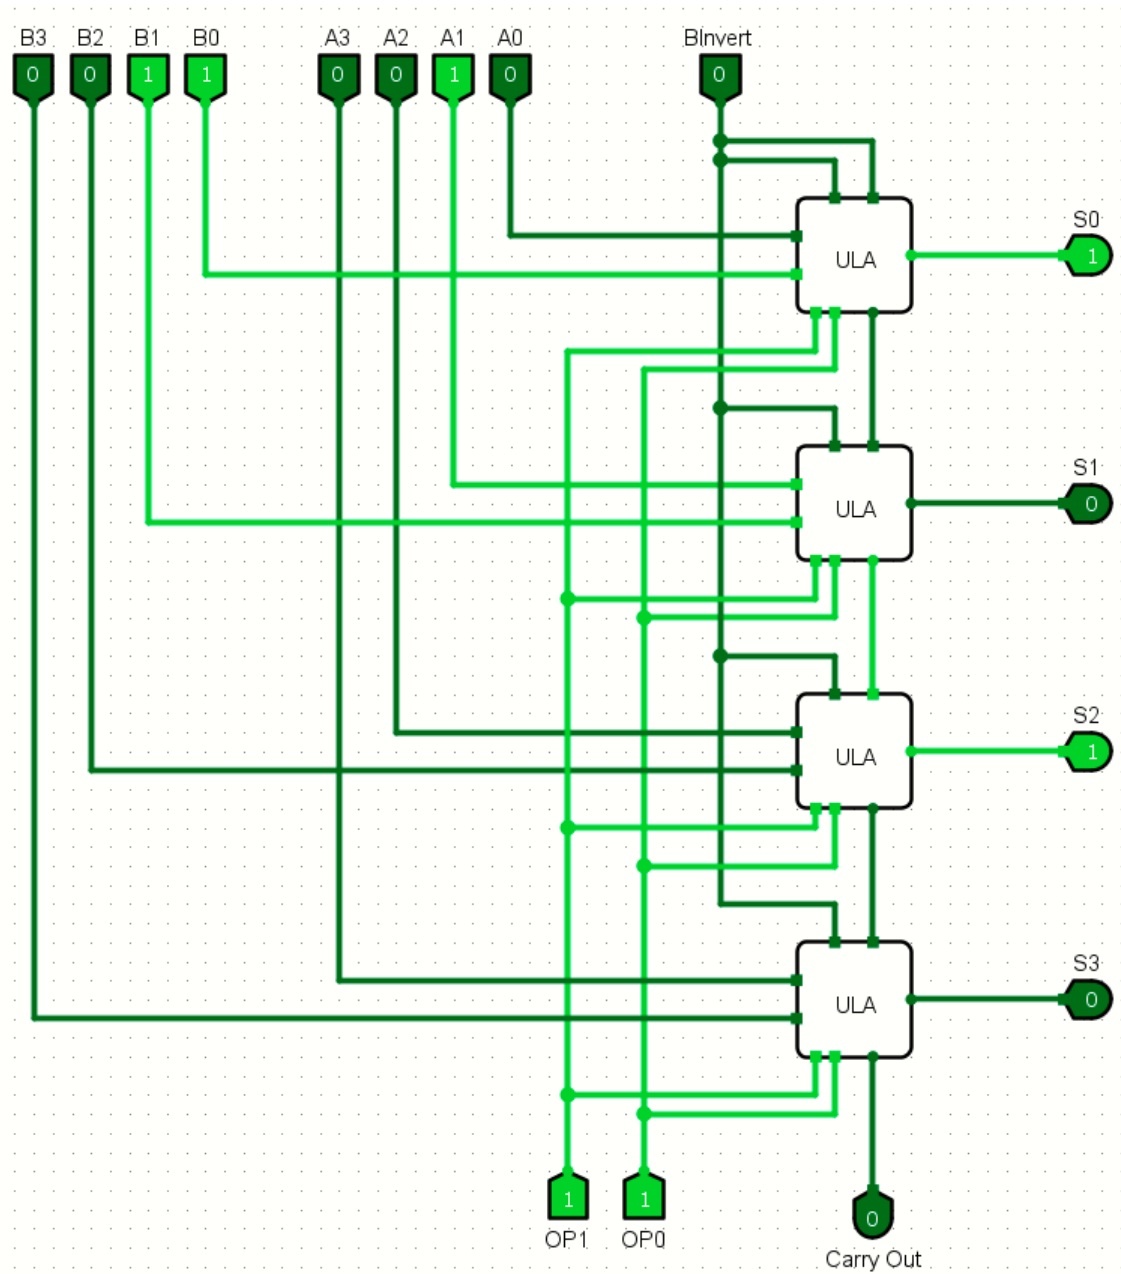 B3 B2 B1 B0 A3 A2 A1 A0 BInvert
0 0 1 1 0 0 1 0 0
S0
ULA 1
S1
ULA 0
S2
ULA 1
S3
ULA 0
1 1 0
OP1 OP0
Carry Out